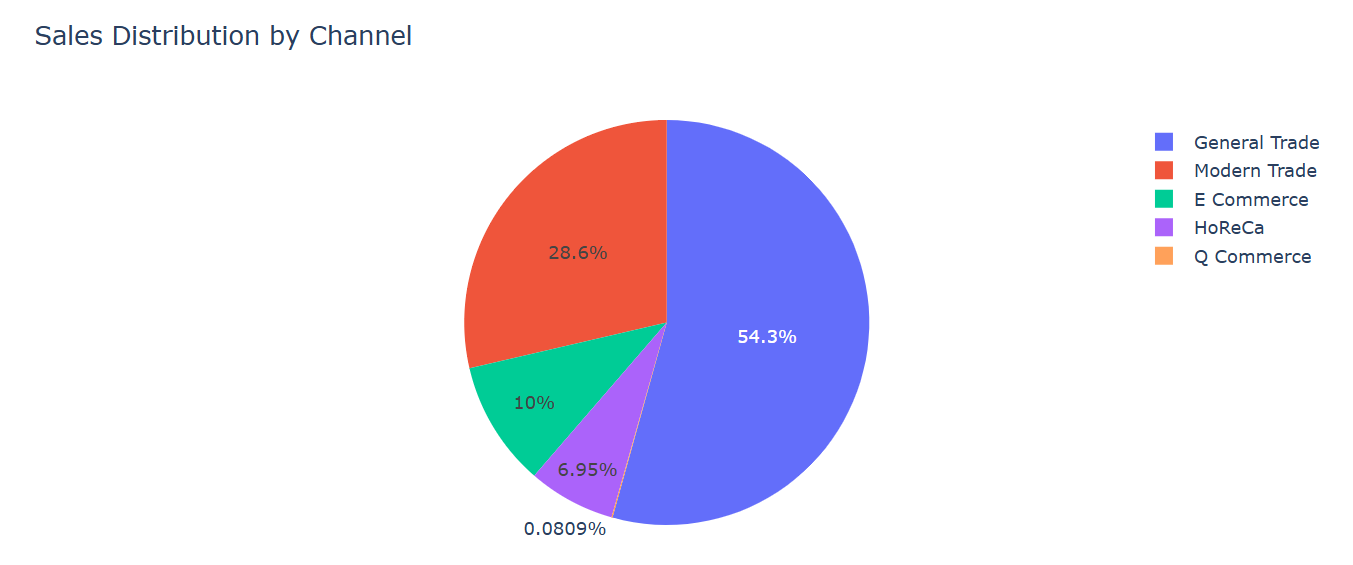 Sales Distribution by Channel
General Trade
Modern Trade
E Commerce
HoReCa
Q Commerce
28.6%
54.3%
10%
6.95%
0.0809%